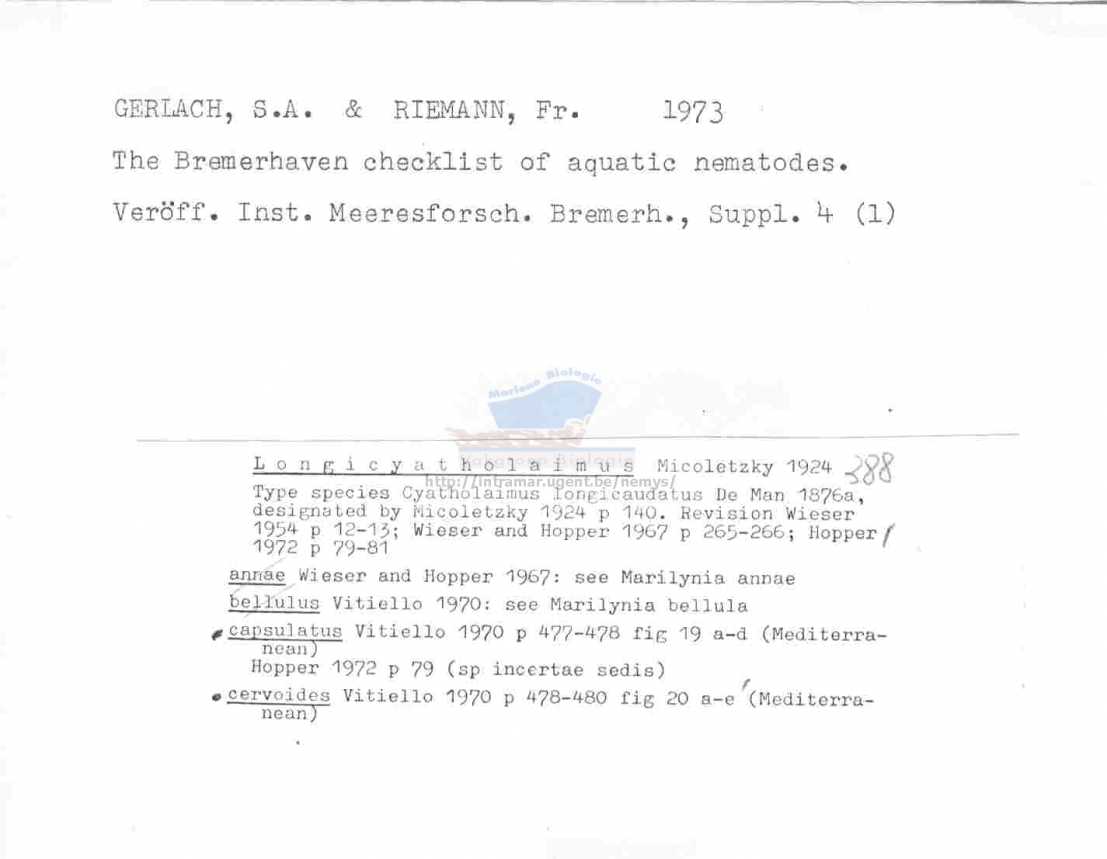 GERLACH, S.A. & RIEMANN, Fr. 1973
The Bremerhaven checklist of aquatic nematodes.
Veröff. Inst. Meeresforsch. Bremerh., Suppl. 4 (1)
Mariene Biologie
Longicyatholaimus Micoletzky 1924 388
http://intramar.ugent.be/nemys/
Type species Cyatholaimus longicaudatus De Man 1876a,
designated by Micoletzky 1924 p 140. Revision Wieser
1954 p 12-13; Wieser and Hopper 1967 p 265-266; Hopper
1972 p 79-81
annae Wieser and Hopper 1967: see Marilynia annae
bellulus Vitiello 1970: see Marilynia bellula
capsulatus Vitiello 1970 p 477-478 fig 19 a-d (Mediterra-
nean)
Hopper 1972 p 79 (sp incertae sedis)
cervoides Vitiello 1970 p 478-480 fig 20 a-e (Mediterra-
nean)